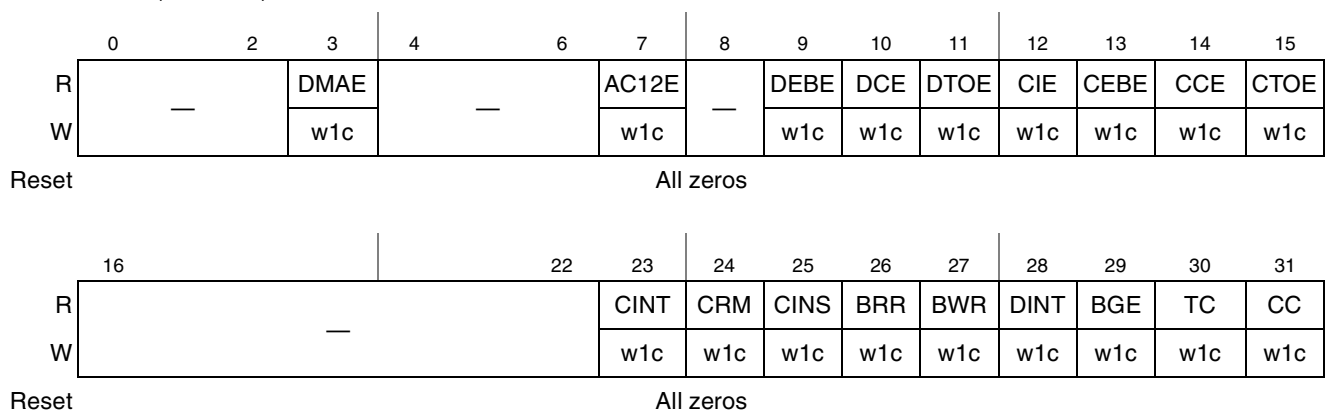 0 2 3 4 6 7 8 9 10 11 12 13 14 15
R — DMAE — AC12E — DEBE DCE DTOE CIE CEBE CCE CTOE
W w1c w1c w1c w1c w1c w1c w1c w1c w1c
Reset All zeros
16 22 23 24 25 26 27 28 29 30 31
R — CINT CRM CINS BRR BWR DINT BGE TC CC
W w1c w1c w1c w1c w1c w1c w1c w1c w1c
Reset All zeros